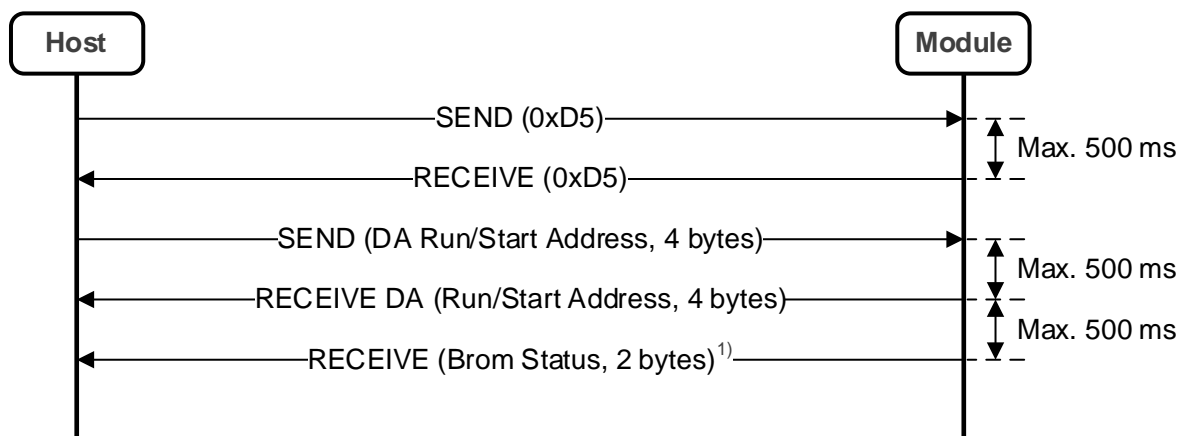 Host
Module
SEND (0xD5)
Max. 500 ms
RECEIVE (0xD5)
SEND (DA Run/Start Address, 4 bytes)
Max. 500 ms
RECEIVE DA (Run/Start Address, 4 bytes)
Max. 500 ms
RECEIVE (Brom Status, 2 bytes)1)